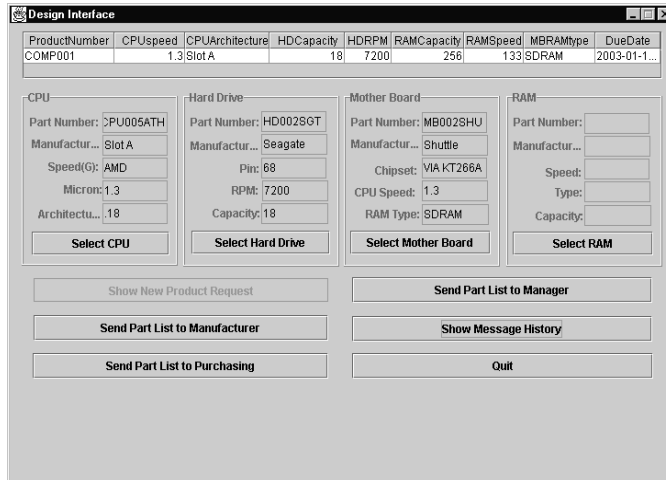 Design Interface
ProductNumber CPUspeed CPUArchitecture HDCapacity HDRPM RAMCapacity RAMSpeed MBRAMtype DueDate
COMP001 1.3 Slot A 18 7200 256 133 SDRAM 2003-01-1...
CPU Hard Drive Mother Board RAM
Part Number: CPU005ATH Part Number: HD002SGT Part Number: MB002SHU Part Number:
Manufactur... Slot A Manufactur... Seagate Manufactur... Shuttle Manufactur...
Speed(G): AMD Pin: 68 Chipset: VIA KT266A Speed:
Micron: 1.3 RPM: 7200 CPU Speed: 1.3 Type:
Architectu... .18 Capacity: 18 RAM Type: SDRAM Capacity:
Select CPU Select Hard Drive Select Mother Board Select RAM
Show New Product Request Send Part List to Manager
Send Part List to Manufacturer Show Message History
Send Part List to Purchasing Quit